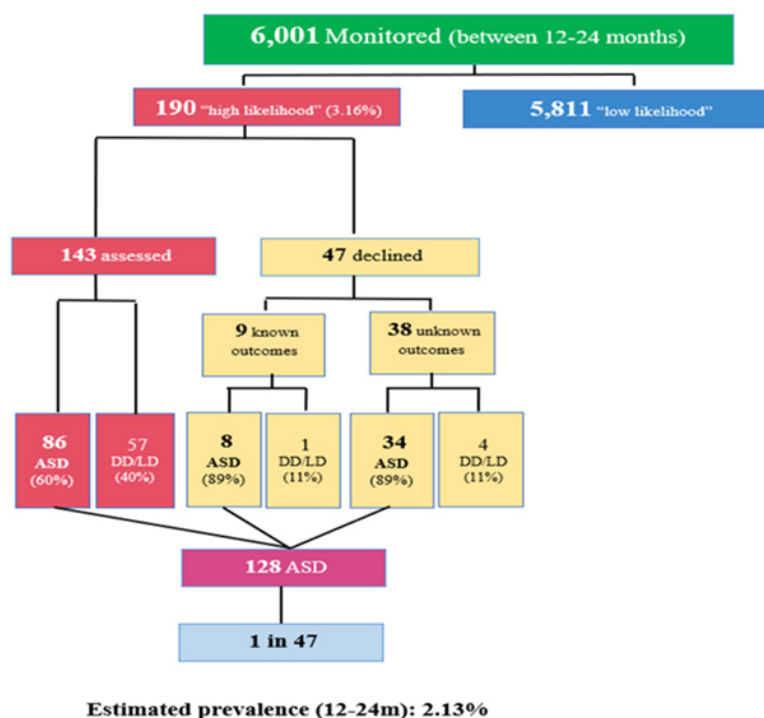 6,001 Monitored (between 12-24 months)
190 “high likelihood” (3.16%)
5,811 “low likelihood”
143 assessed
47 declined
9 known
outcomes
38 unknown
outcomes
86
ASD
(60%)
57
DD/LD
(40%)
8
ASD
(89%)
1
DD/LD
(11%)
34
ASD
(89%)
4
DD/LD
(11%)
128 ASD
1 in 47
Estimated prevalence (12-24m): 2.13%